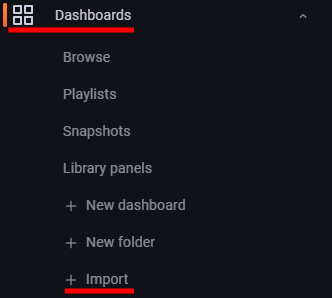 Dashboards
Browse
Playlists
Snapshots
Library panels
+ New dashboard
+ New folder
+ Import